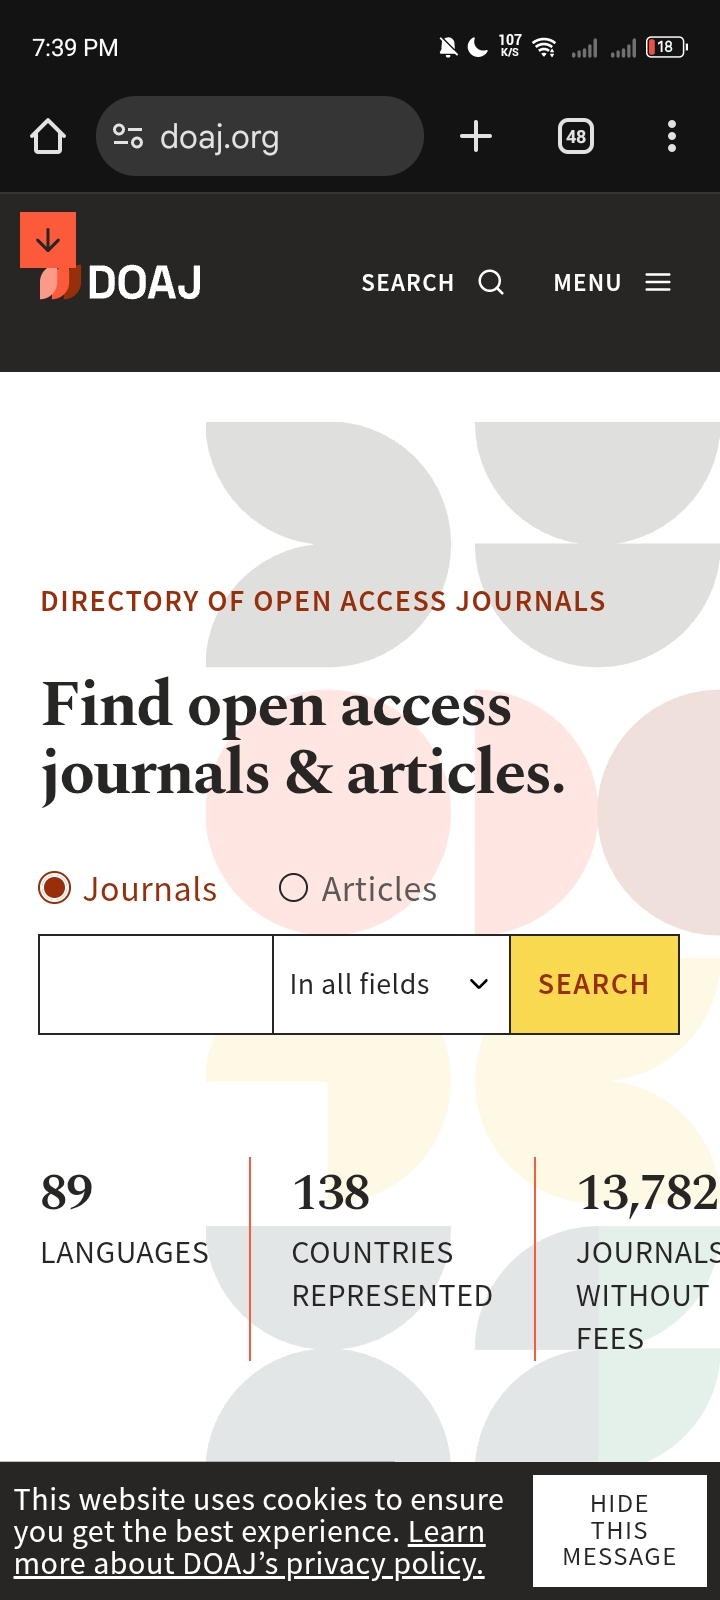 7:39 PM
107
K/S
18
doaj.org
48
DOAJ
SEARCH
MENU
DIRECTORY OF OPEN ACCESS JOURNALS
Find open access
journals & articles.
Journals
Articles
In all fields
SEARCH
89
LANGUAGES
138
COUNTRIES
REPRESENTED
13,782
JOURNALS
WITHOUT
FEES
This website uses cookies to ensure
you get the best experience. Learn
more about DOAJ’s privacy policy.
HIDE
THIS
MESSAGE